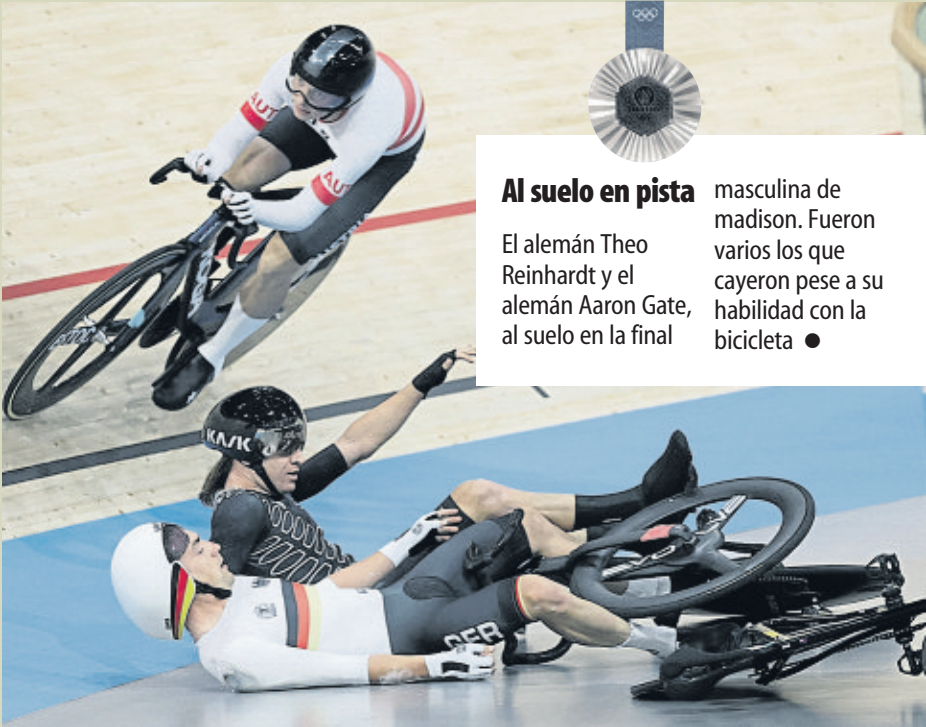 Al suelo en pista
El alemán Theo
Reinhardt y el
alemán Aaron Gate,
al suelo en la final
masculina de
madison. Fueron
varios los que
cayeron pese a su
habilidad con la
bicicleta ●
AUT
AU
KASK
GER